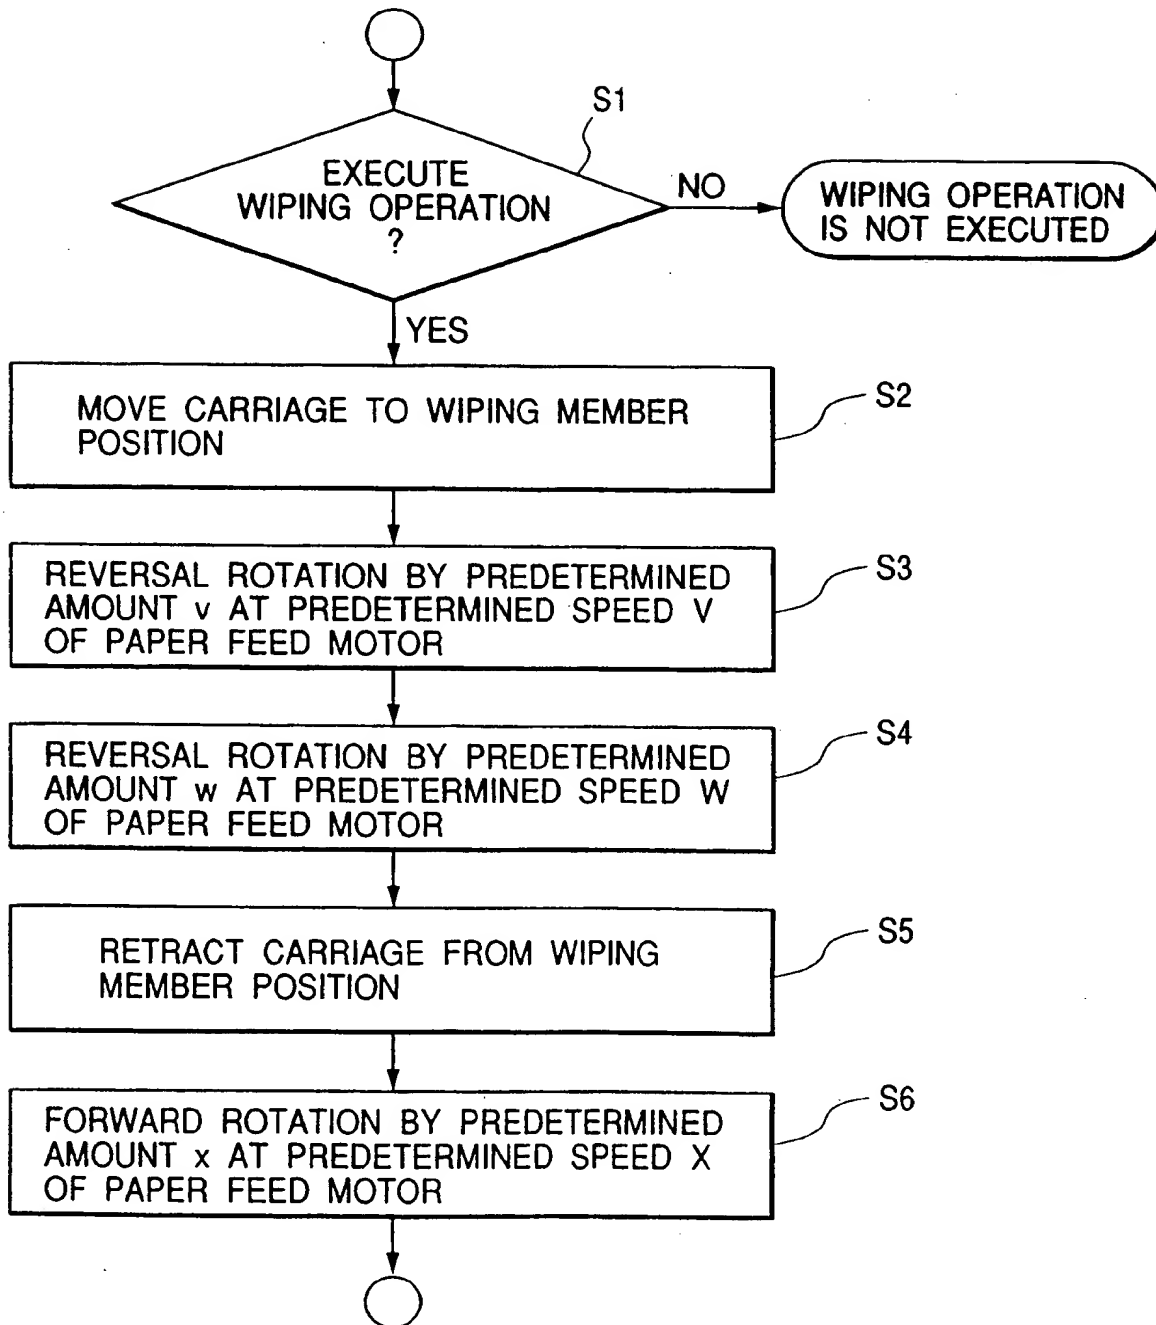 S1
EXECUTE
WIPING OPERATION
?
NO
WIPING OPERATION
IS NOT EXECUTED
YES
MOVE CARRIAGE TO WIPING MEMBER
POSITION
S2
REVERSAL ROTATION BY PREDETERMINED
AMOUNT v AT PREDETERMINED SPEED V
OF PAPER FEED MOTOR
S3
REVERSAL ROTATION BY PREDETERMINED
AMOUNT w AT PREDETERMINED SPEED W
OF PAPER FEED MOTOR
S4
RETRACT CARRIAGE FROM WIPING
MEMBER POSITION
S5
FORWARD ROTATION BY PREDETERMINED
AMOUNT x AT PREDETERMINED SPEED X
OF PAPER FEED MOTOR
S6